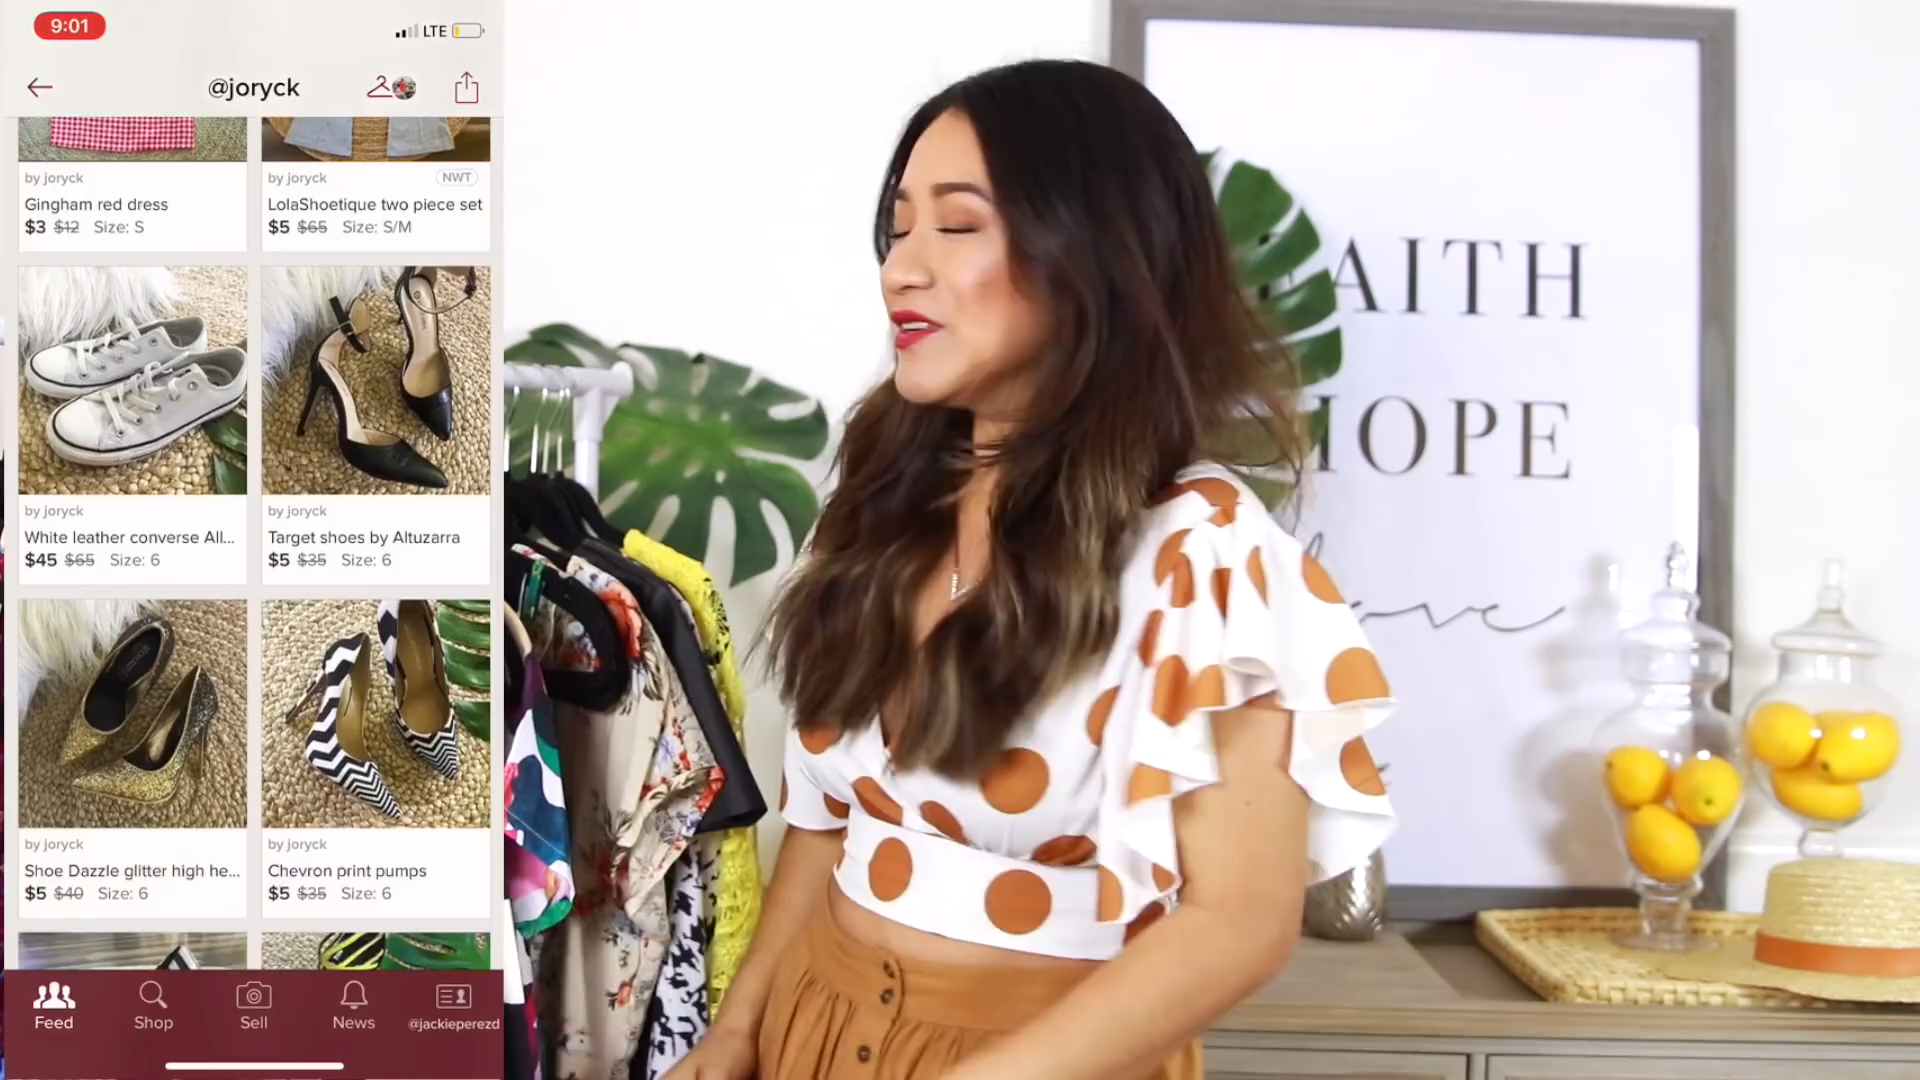 9:01
LTE
@joryck
by joryck
Gingham red dress
$3 $12 Size: S
by joryck
NWT
LolaShoetique two piece set
$5 $65 Size: S/M
by joryck
White leather converse All...
$45 $65 Size: 6
by joryck
Target shoes by Altuzarra
$5 $35 Size: 6
by joryck
Shoe Dazzle glitter high he...
$5 $40 Size: 6
by joryck
Chevron print pumps
$5 $35 Size: 6
Feed
Shop
Sell
News
@jackieperezd
AITH
HOPE